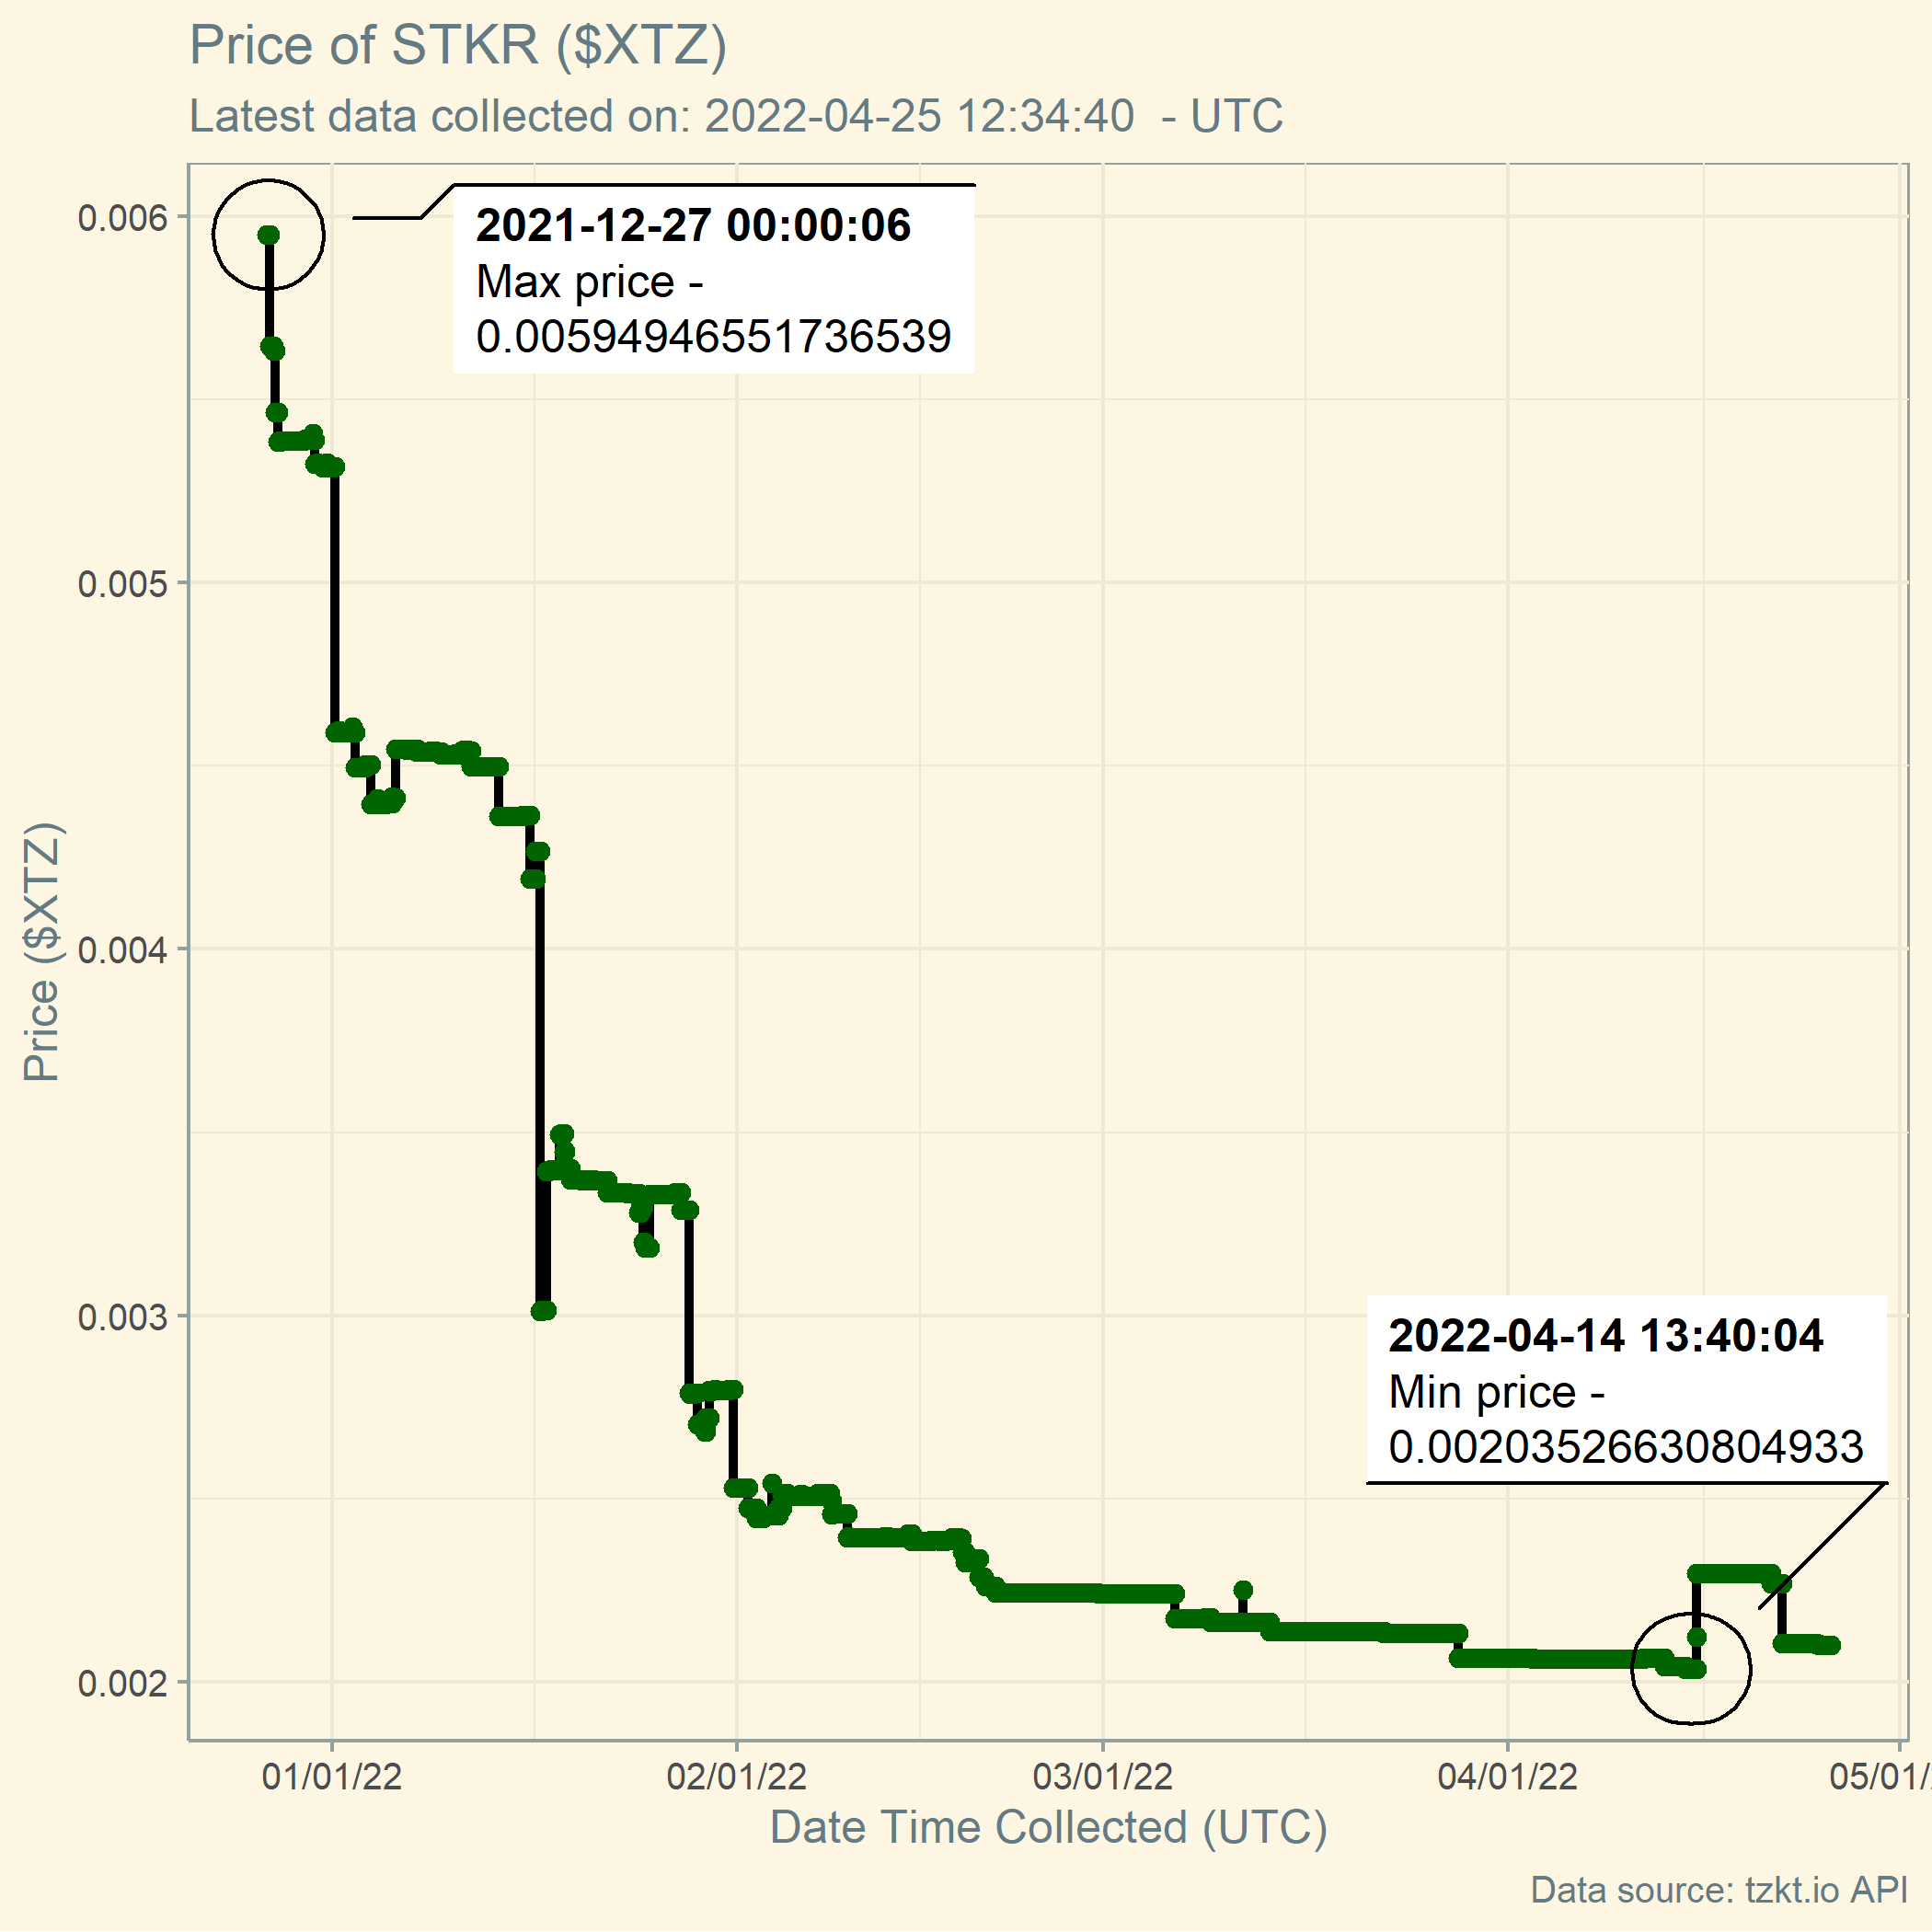 Price of STKR ($XTZ)
Latest data collected on: 2022-04-25 12:34:40 - UTC
2021-12-27 00:00:06
Max price -
0.005949465517​36539
2022-04-14 13:40:04
Min price -
0.00203526630804933
Price ($XTZ)
0.006
0.005
0.004
0.003
0.002
01/01/22
02/01/22
03/01/22
04/01/22
05/01/
Date Time Collected (UTC)
Data source: tzkt.io API